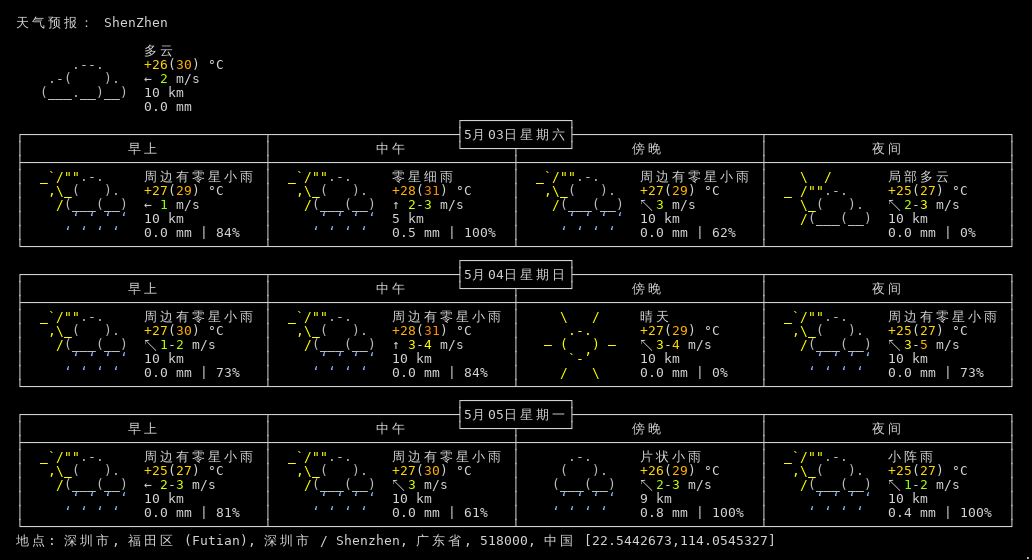 天气预报： ShenZhen
多云
+26(30) °C
← 2 m/s
10 km
0.0 mm
5月03日星期六
早上 中午 傍晚 夜间
周边有零星小雨 零星细雨 周边有零星小雨 局部多云
+27(29) °C +28(31) °C +27(29) °C +25(27) °C
← 1 m/s ↑ 2-3 m/s ↖ 3 m/s ↖ 2-3 m/s
10 km 5 km 10 km 10 km
0.0 mm | 84% 0.5 mm | 100% 0.0 mm | 62% 0.0 mm | 0%
5月04日星期日
早上 中午 傍晚 夜间
周边有零星小雨 周边有零星小雨 晴天 周边有零星小雨
+27(30) °C +28(31) °C +27(29) °C +25(27) °C
↖ 1-2 m/s ↑ 3-4 m/s ↖ 3-4 m/s ↖ 3-5 m/s
10 km 10 km 10 km 10 km
0.0 mm | 73% 0.0 mm | 84% 0.0 mm | 0% 0.0 mm | 73%
5月05日星期一
早上 中午 傍晚 夜间
周边有零星小雨 周边有零星小雨 片状小雨 小阵雨
+25(27) °C +27(30) °C +26(29) °C +25(27) °C
← 2-3 m/s ↖ 3 m/s ↖ 2-3 m/s ↖ 1-2 m/s
10 km 10 km 9 km 10 km
0.0 mm | 81% 0.0 mm | 61% 0.8 mm | 100% 0.4 mm | 100%
地点: 深圳市, 福田区 (Futian), 深圳市 / Shenzhen, 广东省, 518000, 中国 [22.5442673,114.0545327]